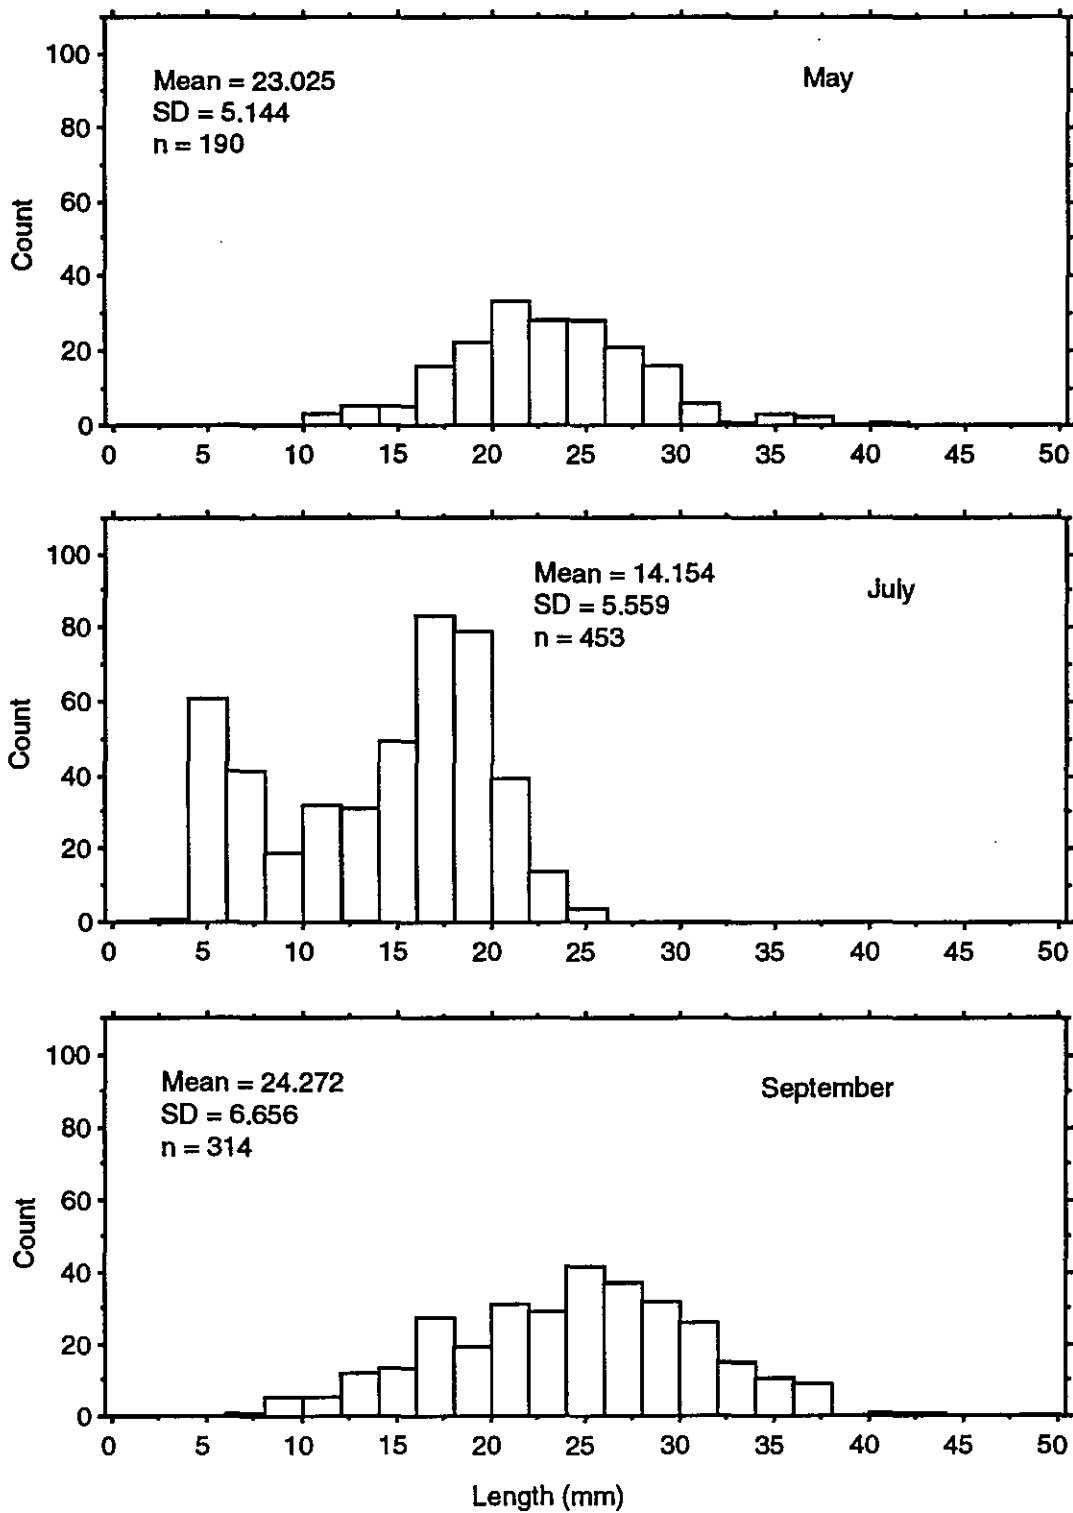 100
80
60
40
20
0
Count
Mean = 23.025
SD = 5.144
n = 190
May
0 5 10 15 20 25 30 35 40 45 50
100
80
60
40
20
0
Count
Mean = 14.154
SD = 5.559
n = 453
July
0 5 10 15 20 25 30 35 40 45 50
100
80
60
40
20
0
Count
Mean = 24.272
SD = 6.656
n = 314
September
0 5 10 15 20 25 30 35 40 45 50
Length (mm)